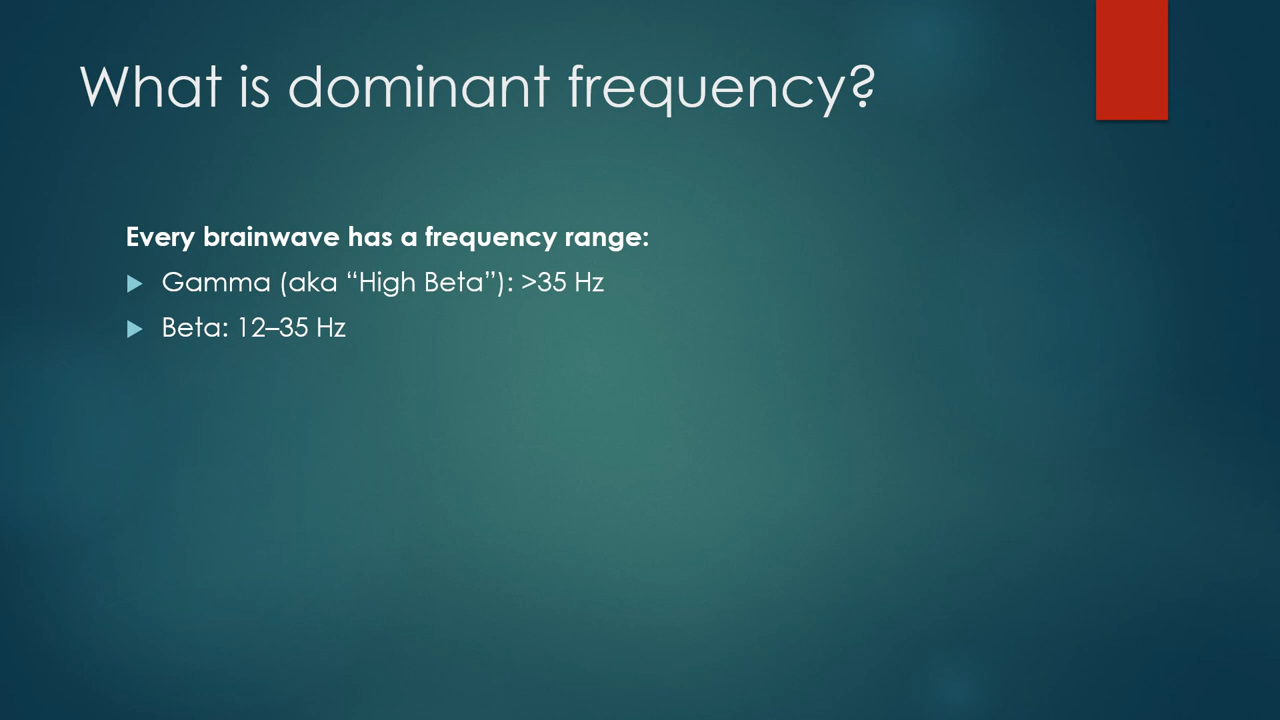 What is dominant frequency?
Every brainwave has a frequency range:
Gamma (aka “High Beta”): >35 Hz
Beta: 12–35 Hz